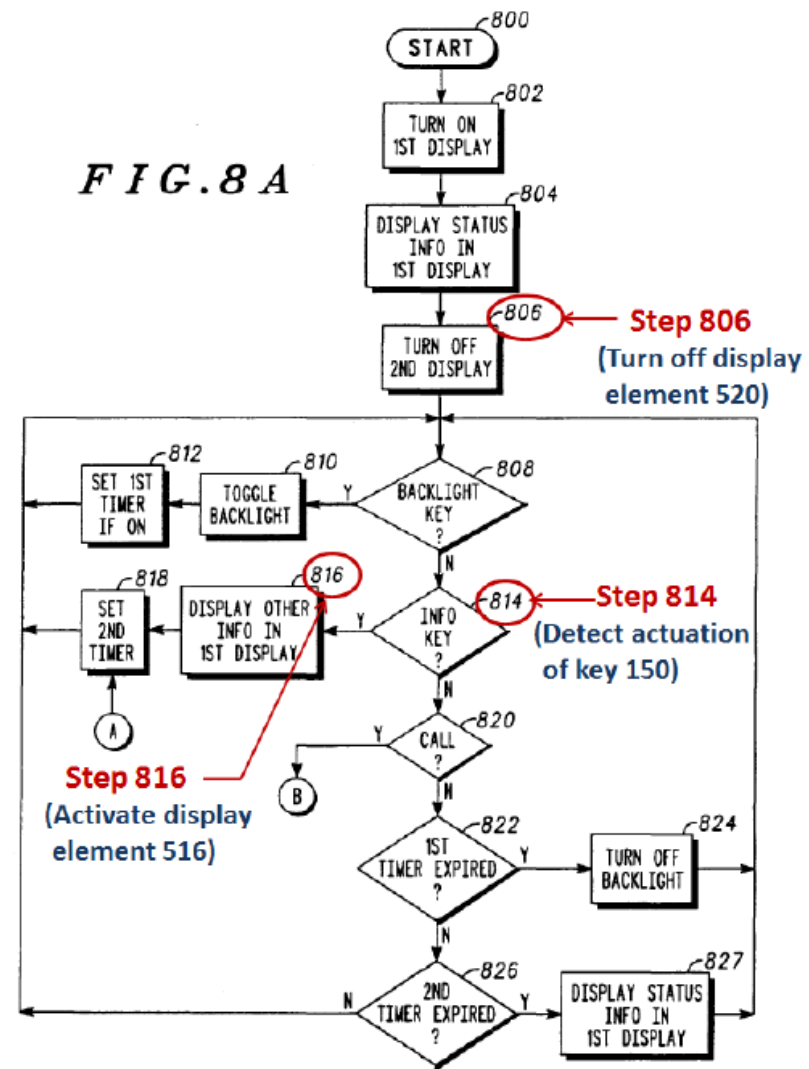 800
START
802
TURN ON
1ST DISPLAY
FIG.8A
804
DISPLAY STATUS
INFO IN
1ST DISPLAY
806
Step 806
(Turn off display
element 520)
TURN OFF
2ND DISPLAY
812
SET 1ST
TIMER
IF ON
810
TOGGLE
BACKLIGHT
Y
808
BACKLIGHT
KEY
?
N
818
SET
2ND
TIMER
816
DISPLAY OTHER
INFO IN
1ST DISPLAY
Y
814
INFO
KEY
?
Step 814
(Detect actuation
of key 150)
N
A
820
CALL
?
Y
B
N
Step 816
(Activate display
element 516)
822
1ST
TIMER EXPIRED
?
Y
824
TURN OFF
BACKLIGHT
N
826
2ND
TIMER EXPIRED
?
N
Y
827
DISPLAY STATUS
INFO IN
1ST DISPLAY